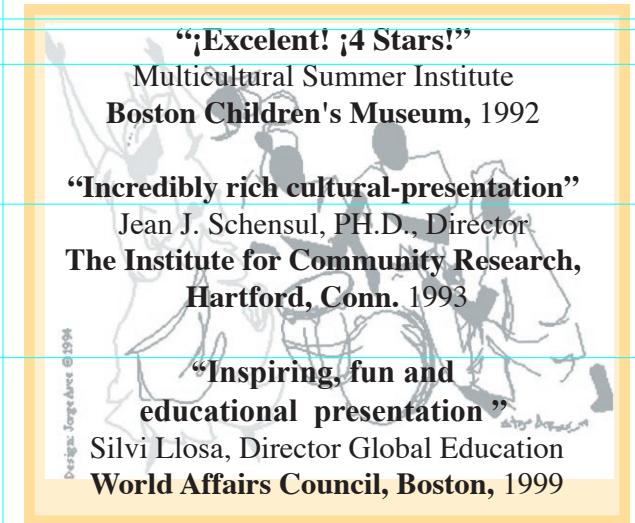 “¡Excelent! ¡4 Stars!”
Multicultural Summer Institute
Boston Children's Museum, 1992
“Incredibly rich cultural-presentation”
Jean J. Schensul, PH.D., Director
The Institute for Community Research,
Hartford, Conn. 1993
“Inspiring, fun and
educational presentation ”
Silvi Llosa, Director Global Education
World Affairs Council, Boston, 1999
Design: Jorge Arce ©1994